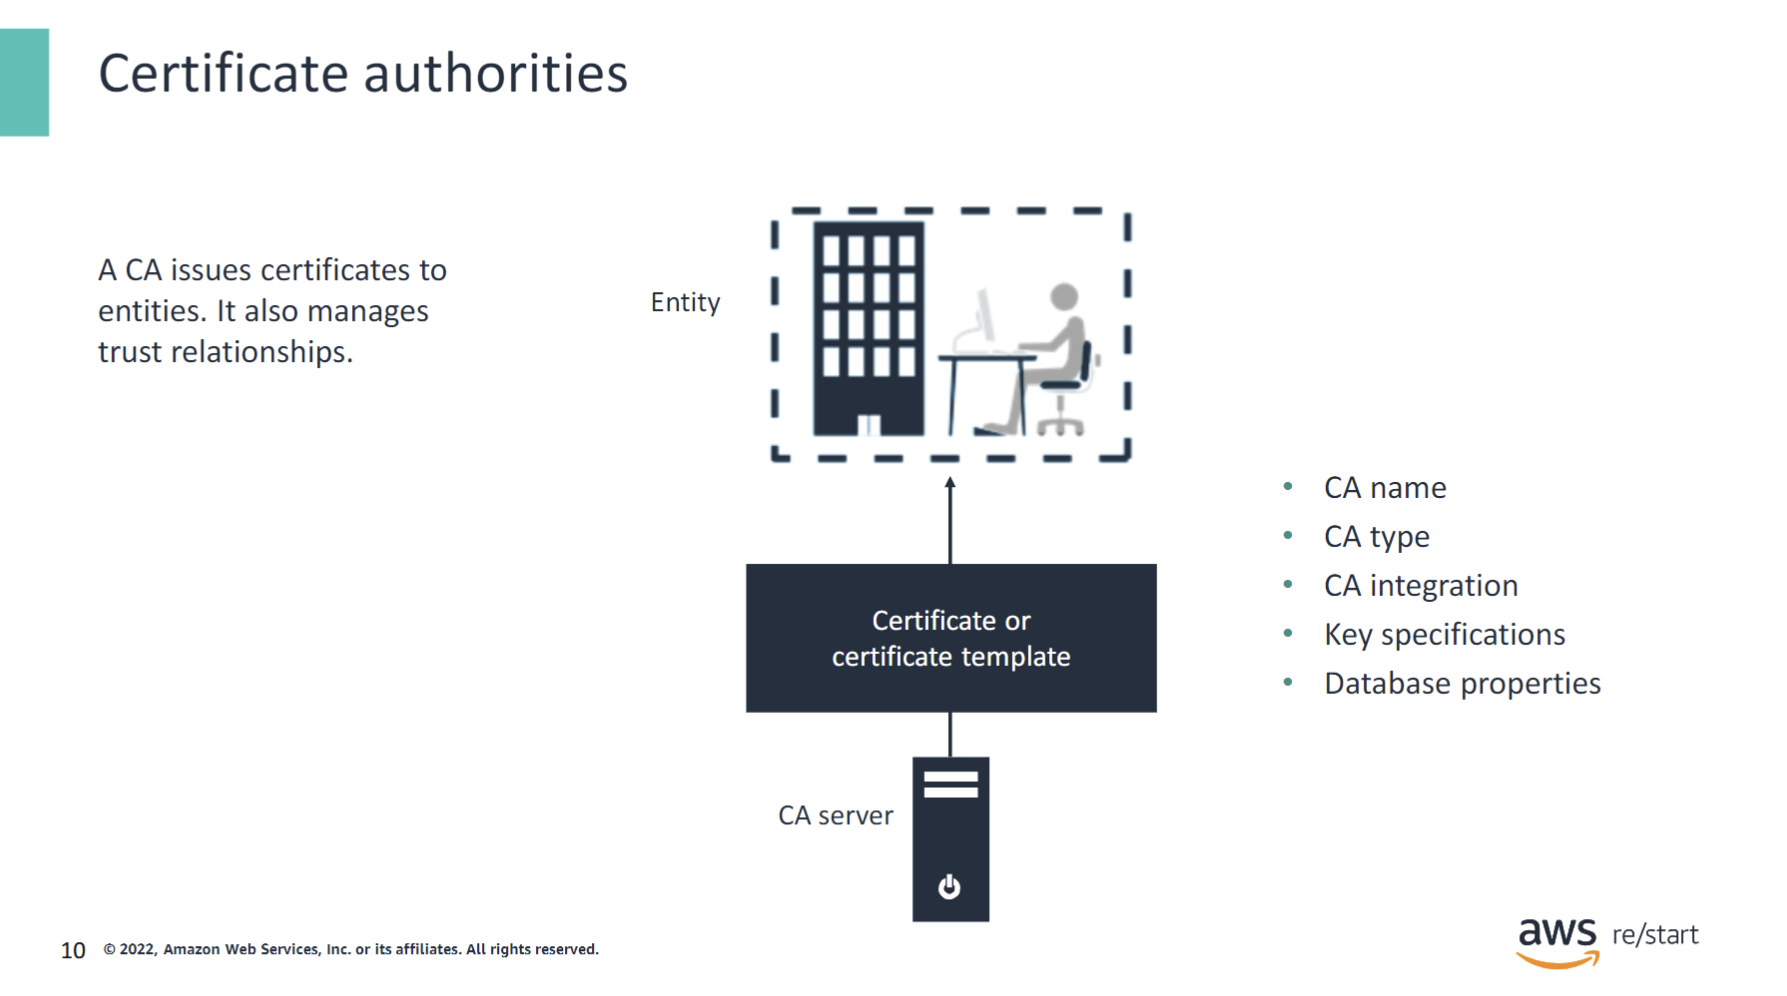 Certificate authorities
A CA issues certificates to
entities. It also manages
trust relationships.
Entity
Certificate or
certificate template
CA server
• CA name
• CA type
• CA integration
• Key specifications
• Database properties
10 © 2022, Amazon Web Services, Inc. or its affiliates. All rights reserved.
aws re/start